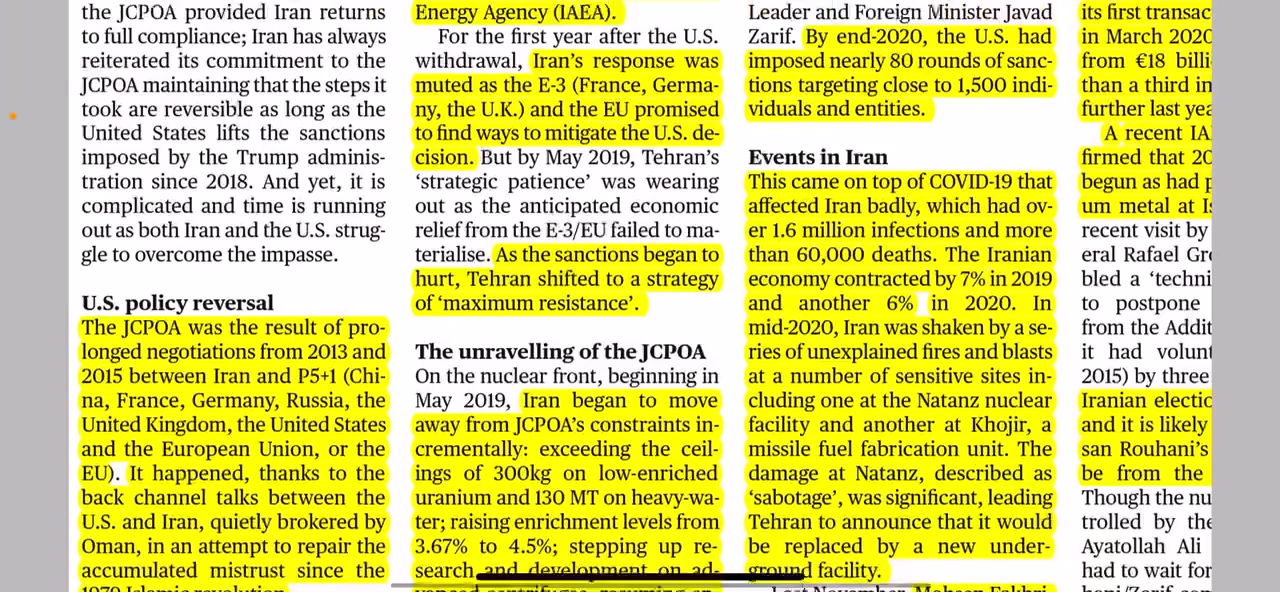 the JCPOA provided Iran returns
to full compliance; Iran has always
reiterated its commitment to the
JCPOA maintaining that the steps it
took are reversible as long as the
United States lifts the sanctions
imposed by the Trump adminis-
tration since 2018. And yet, it is
complicated and time is running
out as both Iran and the U.S. strug-
gle to overcome the impasse.
U.S. policy reversal
The JCPOA was the result of pro-
longed negotiations from 2013 and
2015 between Iran and P5+1 (Chi-
na, France, Germany, Russia, the
United Kingdom, the United States
and the European Union, or the
EU). It happened, thanks to the
back channel talks between the
U.S. and Iran, quietly brokered by
Oman, in an attempt to repair the
accumulated mistrust since the
1979 Islamic revolution.
Energy Agency (IAEA).
For the first year after the U.S.
withdrawal, Iran's response was
muted as the E-3 (France, Germa-
ny, the U.K.) and the EU promised
to find ways to mitigate the U.S. de-
cision. But by May 2019, Tehran's
'strategic patience' was wearing
out as the anticipated economic
relief from the E-3/EU failed to ma-
terialise. As the sanctions began to
hurt, Tehran shifted to a strategy
of 'maximum resistance'.
The unravelling of the JCPOA
On the nuclear front, beginning in
May 2019, Iran began to move
away from JCPOA's constraints in-
crementally: exceeding the ceil-
ings of 300kg on low-enriched
uranium and 130 MT on heavy-wa-
ter; raising enrichment levels from
3.67% to 4.5%; stepping up re-
search and development on ad-
Leader and Foreign Minister Javad
Zarif. By end-2020, the U.S. had
imposed nearly 80 rounds of sanc-
tions targeting close to 1,500 indi-
viduals and entities.
Events in Iran
This came on top of COVID-19 that
affected Iran badly, which had ov-
er 1.6 million infections and more
than 60,000 deaths. The Iranian
economy contracted by 7% in 2019
and another 6% in 2020. In
mid-2020, Iran was shaken by a se-
ries of unexplained fires and blasts
at a number of sensitive sites in-
cluding one at the Natanz nuclear
facility and another at Khojir, a
missile fuel fabrication unit. The
damage at Natanz, described as
'sabotage', was significant, leading
Tehran to announce that it would
be replaced by a new under-
ground facility.
its first transac
in March 2020
from €18 billi
than a third in
further last yea
A recent IA
firmed that 20
begun as had p
um metal at Is
recent visit by
eral Rafael Gro
bled a 'techni
to postpone
from the Addit
it had volunt
2015) by three
Iranian electio
and it is likely
san Rouhani's
be from the
Though the nu
trolled by the
Ayatollah Ali
had to wait for